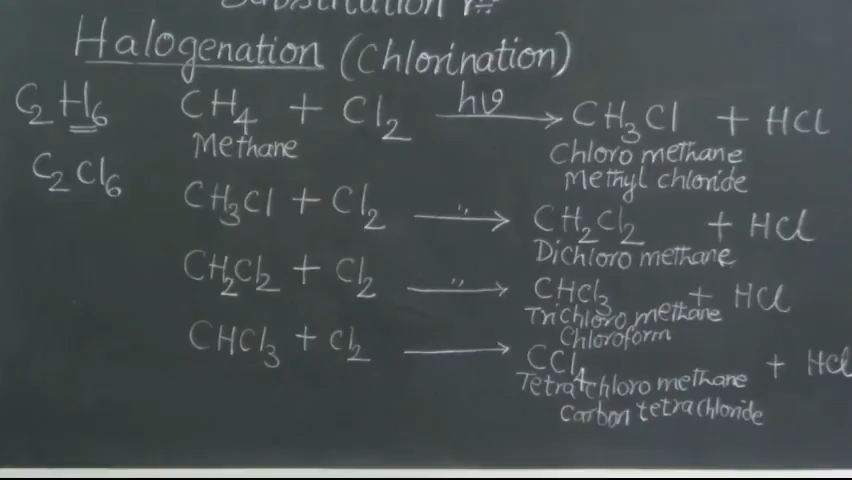 Substitution r≡
Halogenation (Chlorination)
C₂H₆ CH₄ + Cl₂ hν → CH₃Cl + HCl
Methane Chloro methane
Methyl chloride
C₂Cl₆
CH₃Cl + Cl₂ ,, → CH₂Cl₂ + HCl
Dichloro methane
CH₂Cl₂ + Cl₂ ,, → CHCl₃ + HCl
Trichloro methane
Chloroform
CHCl₃ + Cl₂ → CCl₄ + HCl
Tetrachloro methane
Carbon tetrachloride